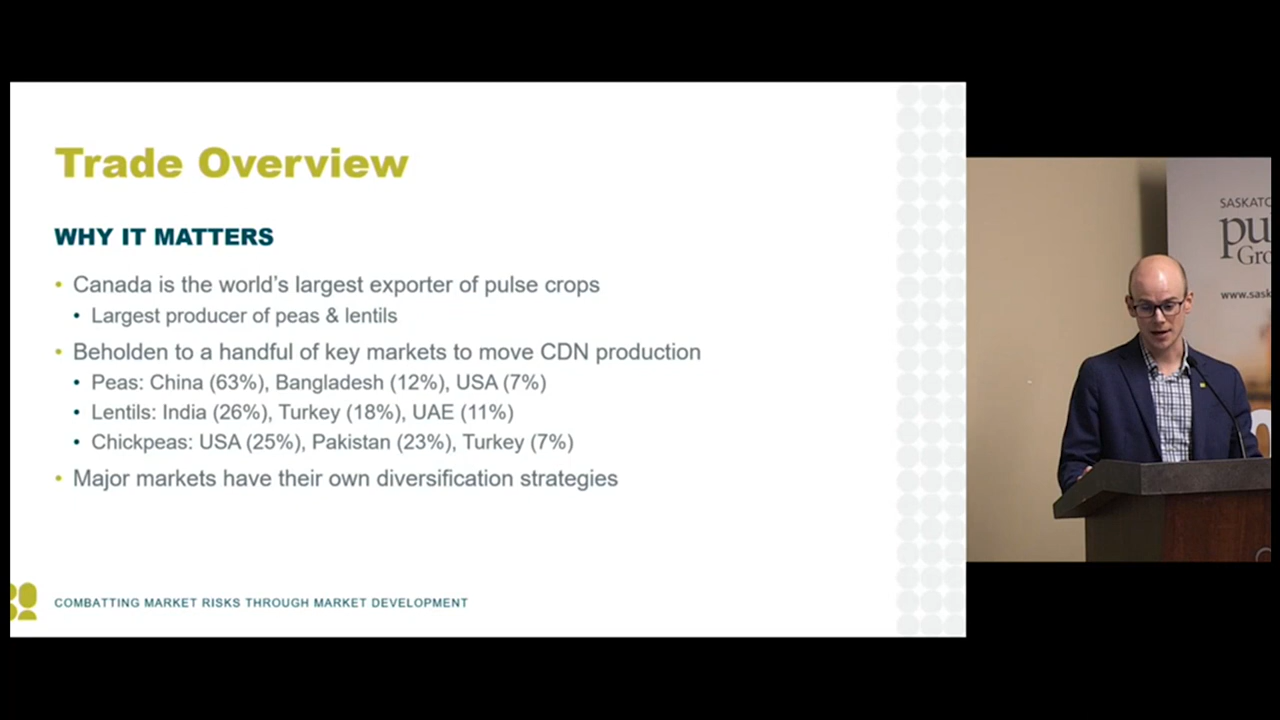 Trade Overview
WHY IT MATTERS
• Canada is the world's largest exporter of pulse crops
• Largest producer of peas & lentils
• Beholden to a handful of key markets to move CDN production
• Peas: China (63%), Bangladesh (12%), USA (7%)
• Lentils: India (26%), Turkey (18%), UAE (11%)
• Chickpeas: USA (25%), Pakistan (23%), Turkey (7%)
• Major markets have their own diversification strategies
COMBATTING MARKET RISKS THROUGH MARKET DEVELOPMENT
SASKATC
pu
Gro
www.sask